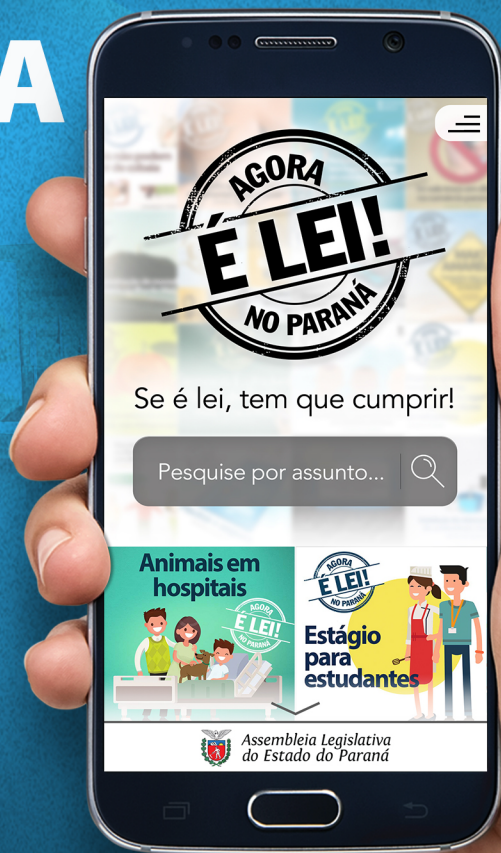 A
AGORA
É LEI!
NO PARANÁ
Se é lei, tem que cumprir!
Pesquise por assunto...
Animais em
hospitais
AGORA
É LEI!
NO PARANÁ
AGORA
É LEI!
NO PARANÁ
Estágio
para
estudantes
Assembleia Legislativa
do Estado do Paraná